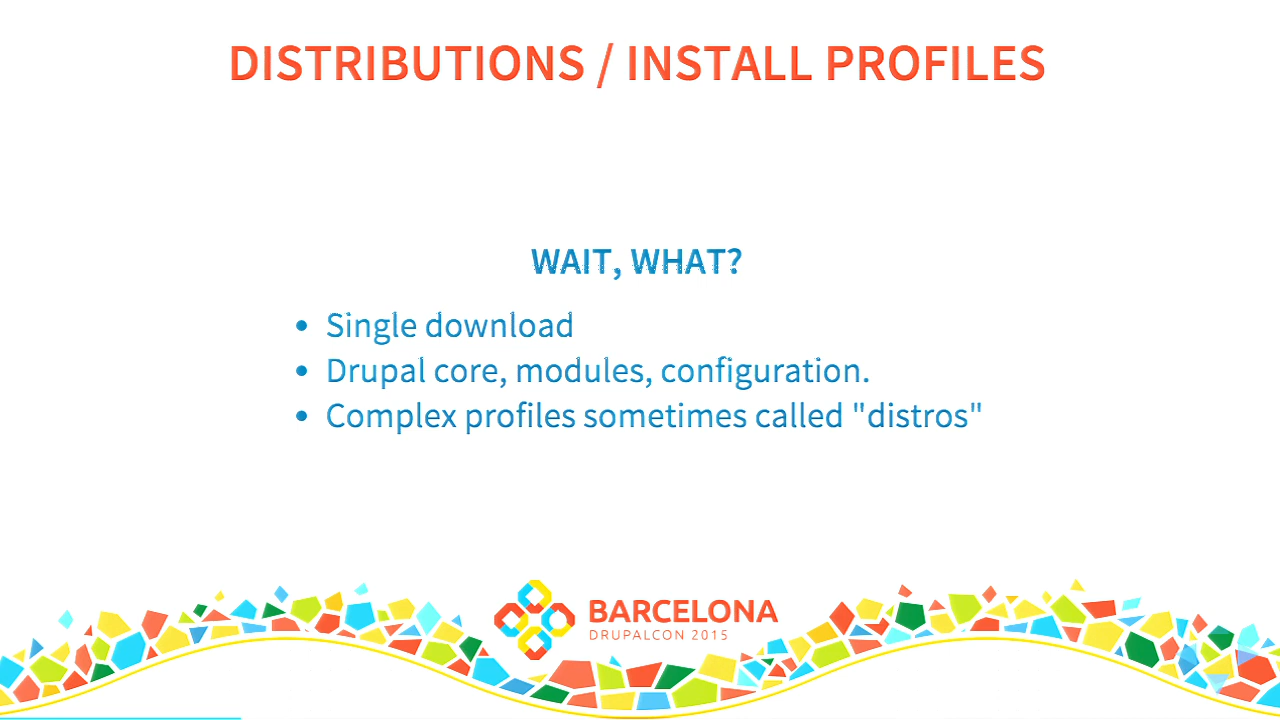 DISTRIBUTIONS / INSTALL PROFILES
WAIT, WHAT?
• Single download
• Drupal core, modules, configuration.
• Complex profiles sometimes called "distros"
BARCELONA
DRUPALCON 2015